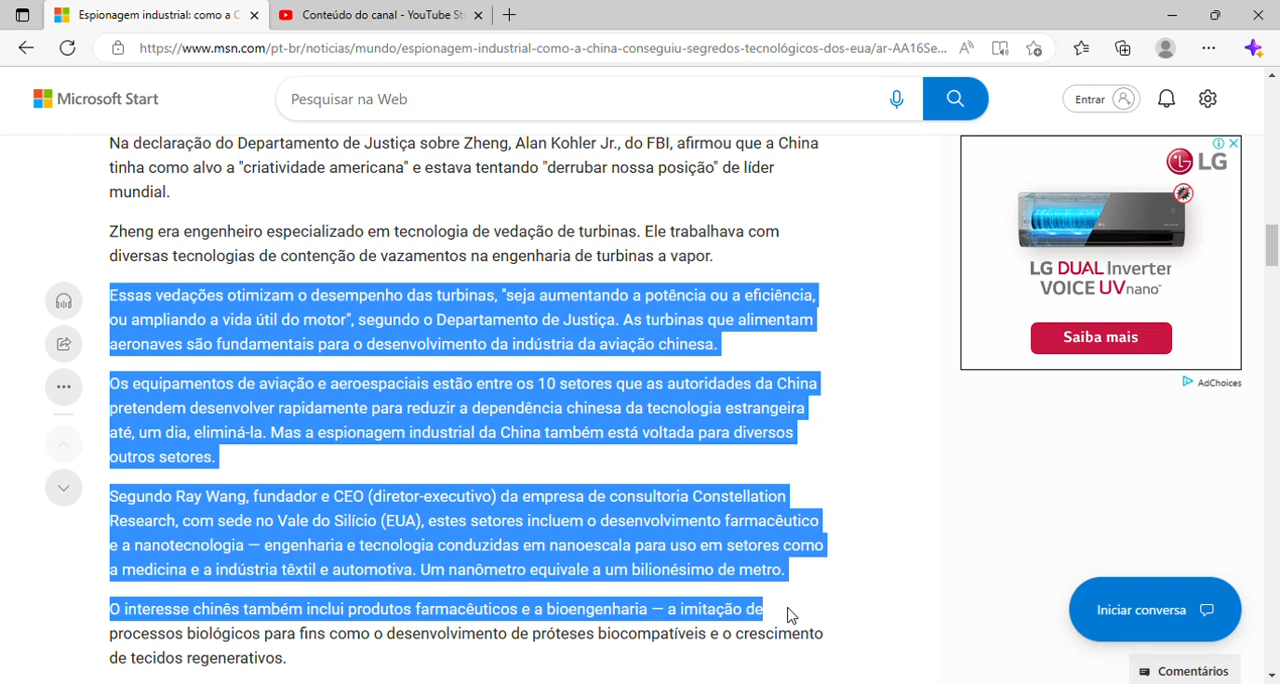 Espionagem industrial: como a C
Conteúdo do canal - YouTube St
https://www.msn.com/pt-br/noticias/mundo/espionagem-industrial-como-a-china-conseguiu-segredos-tecnológicos-dos-eua/ar-AA16Se...
Microsoft Start
Pesquisar na Web
Entrar
Na declaração do Departamento de Justiça sobre Zheng, Alan Kohler Jr., do FBI, afirmou que a China
tinha como alvo a "criatividade americana" e estava tentando "derrubar nossa posição" de líder
mundial.
Zheng era engenheiro especializado em tecnologia de vedação de turbinas. Ele trabalhava com
diversas tecnologias de contenção de vazamentos na engenharia de turbinas a vapor.
Essas vedações otimizam o desempenho das turbinas, "seja aumentando a potência ou a eficiência,
ou ampliando a vida útil do motor", segundo o Departamento de Justiça. As turbinas que alimentam
aeronaves são fundamentais para o desenvolvimento da indústria da aviação chinesa.
Os equipamentos de aviação e aeroespaciais estão entre os 10 setores que as autoridades da China
pretendem desenvolver rapidamente para reduzir a dependência chinesa da tecnologia estrangeira
até, um dia, eliminá-la. Mas a espionagem industrial da China também está voltada para diversos
outros setores.
Segundo Ray Wang, fundador e CEO (diretor-executivo) da empresa de consultoria Constellation
Research, com sede no Vale do Silício (EUA), estes setores incluem o desenvolvimento farmacêutico
e a nanotecnologia — engenharia e tecnologia conduzidas em nanoescala para uso em setores como
a medicina e a indústria têxtil e automotiva. Um nanômetro equivale a um bilionésimo de metro.
O interesse chinês também inclui produtos farmacêuticos e a bioengenharia — a imitação de
processos biológicos para fins como o desenvolvimento de próteses biocompatíveis e o crescimento
de tecidos regenerativos.
LG
LG DUAL Inverter
VOICE UVnano™
Saiba mais
AdChoices
Iniciar conversa
Comentários